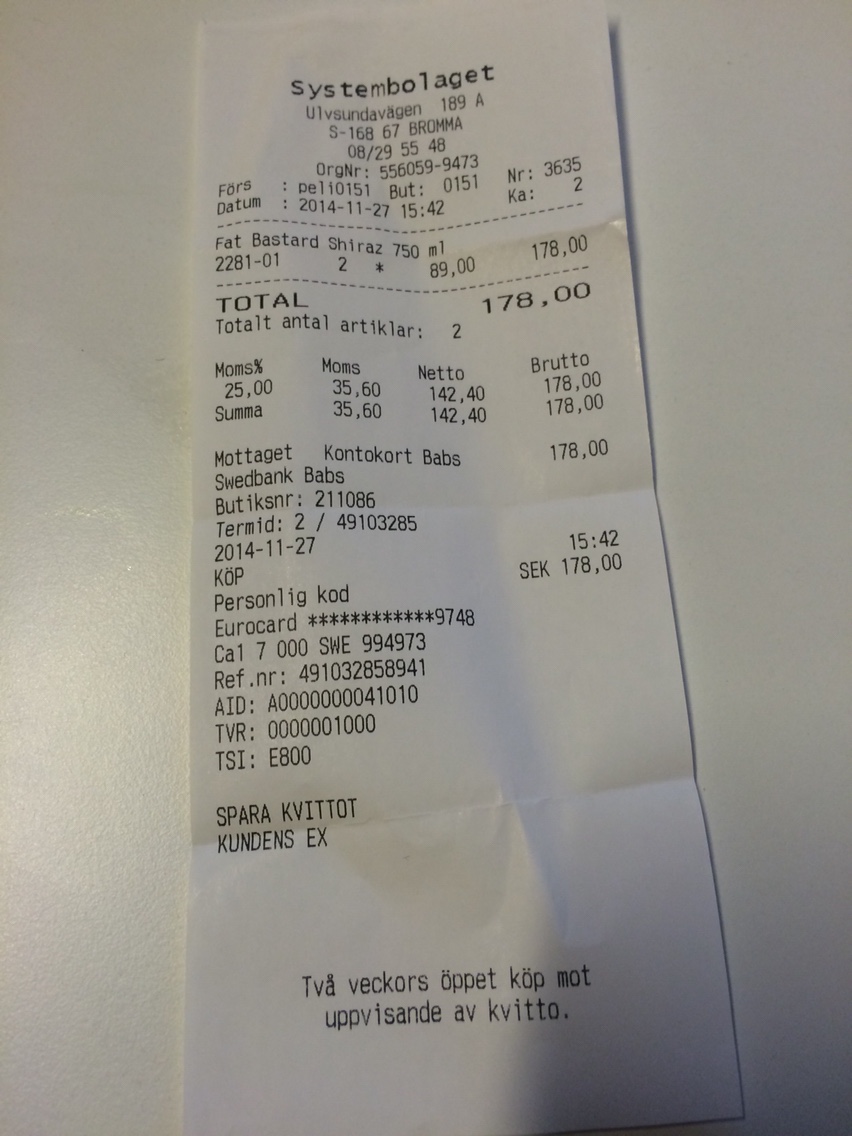 Systembolaget
Ulvsundavägen 189 A
S-168 67 BROMMA
08/29 55 48
OrgNr: 556059-9473
Förs : peli0151 But: 0151 Nr: 3635
Datum : 2014-11-27 15:42 Ka: 2
Fat Bastard Shiraz 750 ml
2281-01 2 * 89,00 178,00
TOTAL 178,00
Totalt antal artiklar: 2
Moms% Moms Netto Brutto
25,00 35,60 142,40 178,00
Summa 35,60 142,40 178,00
Mottaget Kontokort Babs 178,00
Swedbank Babs
Butiksnr: 211086
Termid: 2 / 49103285
2014-11-27 15:42
KÖP SEK 178,00
Personlig kod
Eurocard ************9748
Ca1 7 000 SWE 994973
Ref.nr: 491032858941
AID: A0000000041010
TVR: 0000001000
TSI: E800
SPARA KVITTOT
KUNDENS EX
Två veckors öppet köp mot
uppvisande av kvitto.